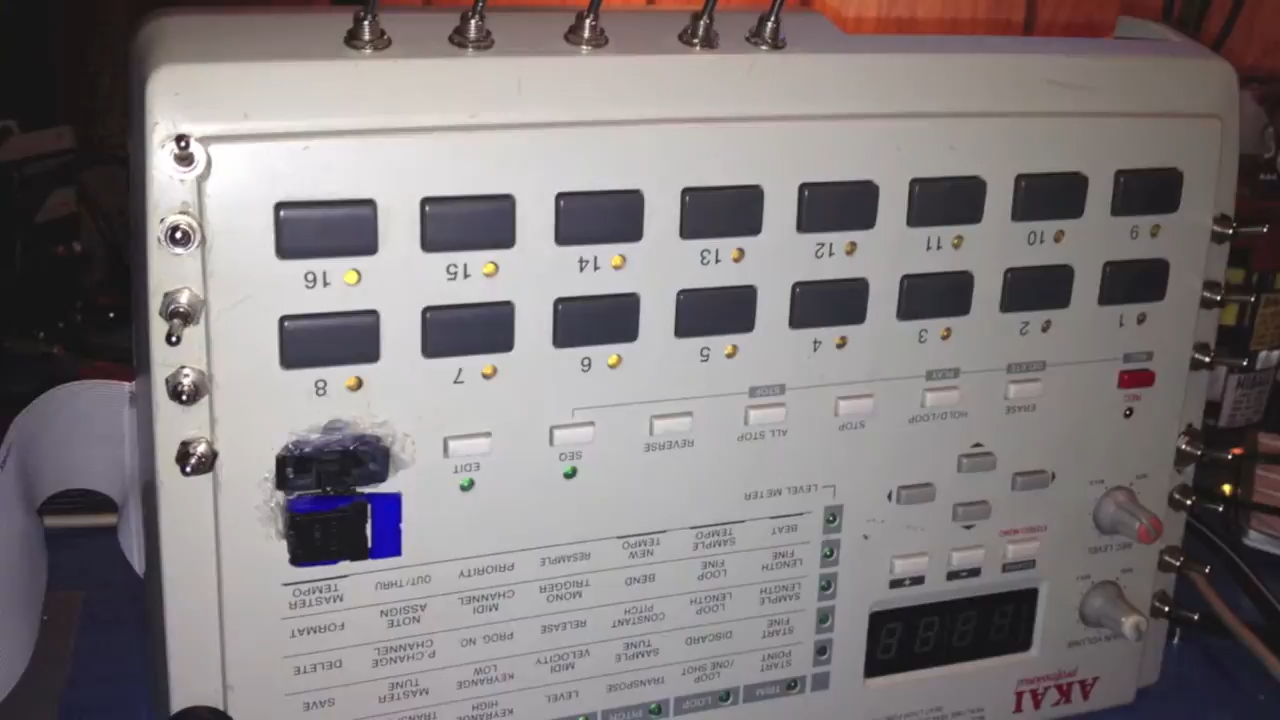 AKAI
professional
TRIM
LOOP
PITCH
START POINT
LOOP /ONE SHOT
TRANSPOSE
LEVEL
KEYRANGE HIGH
START FINE
DISCARD
SAMPLE TUNE
MIDI VELOCITY
KEYRANGE LOW
MASTER TUNE
SAVE
SAMPLE LENGTH
LOOP LENGTH
CONSTANT PITCH
RELEASE
PROG NO.
P.CHANGE CHANNEL
DELETE
FINE LENGTH
FINE LOOP
BEND
MONO TRIGGER
MIDI CHANNEL
NOTE ASSIGN
FORMAT
BEAT
SAMPLE TEMPO
NEW TEMPO
RESAMPLE
PRIORITY
OUT/THRU
MASTER TEMPO
LEVEL METER
REC LEVEL
STEREO/MONO
+
-
REC
ERASE
DELETE
HOLD/LOOP
PLAY
STOP
ALL STOP
STOP
REVERSE
SEQ
EDIT
1
2
3
4
5
6
7
8
9
10
11
12
13
14
15
16